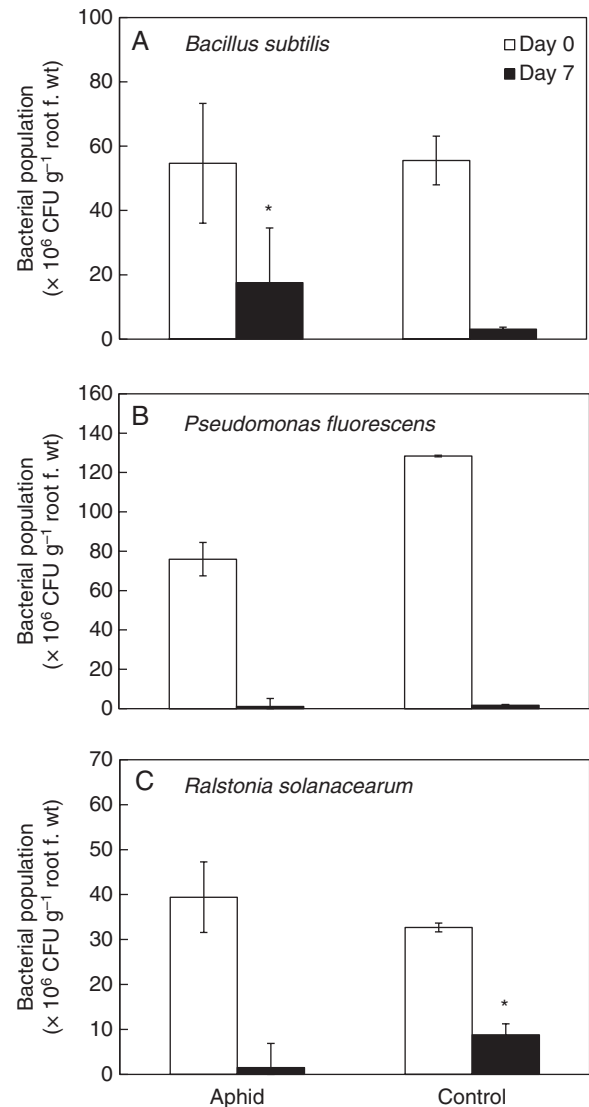 A Bacillus subtilis
Day 0
Day 7
Bacterial population
(× 10⁶ CFU g⁻¹ root f. wt)
100
80
60
40
20
0
*
B Pseudomonas fluorescens
Bacterial population
(× 10⁶ CFU g⁻¹ root f. wt)
160
140
120
100
80
60
40
20
0
C Ralstonia solanacearum
Bacterial population
(× 10⁶ CFU g⁻¹ root f. wt)
70
60
50
40
30
20
10
0
*
Aphid Control